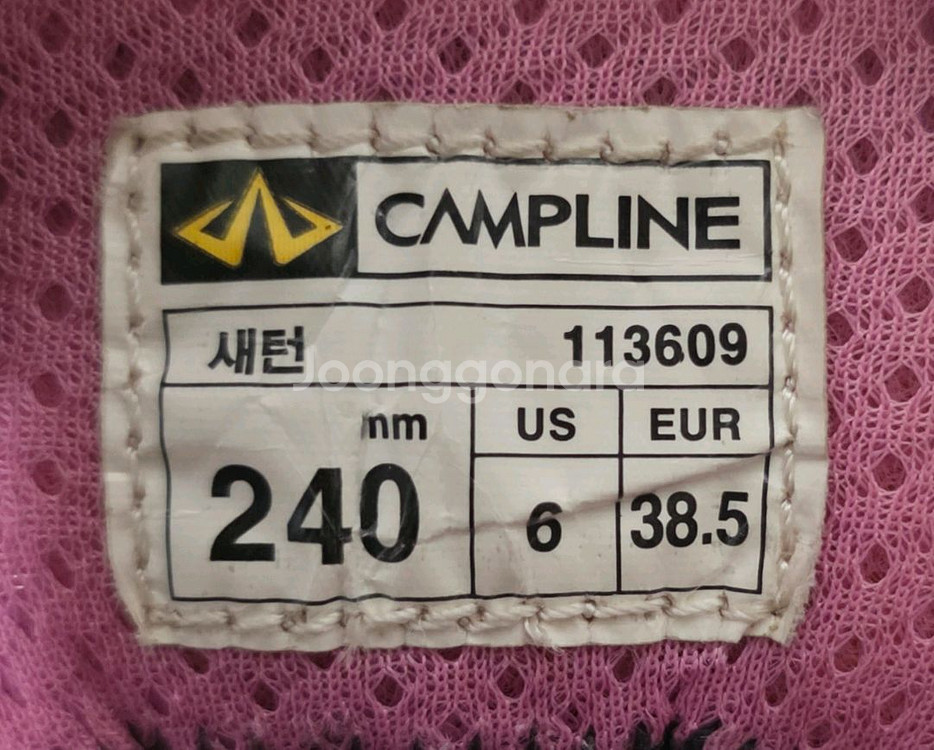 CAMPLINE
새턴 113609
Joonggonara
mm US EUR
240 6 38.5